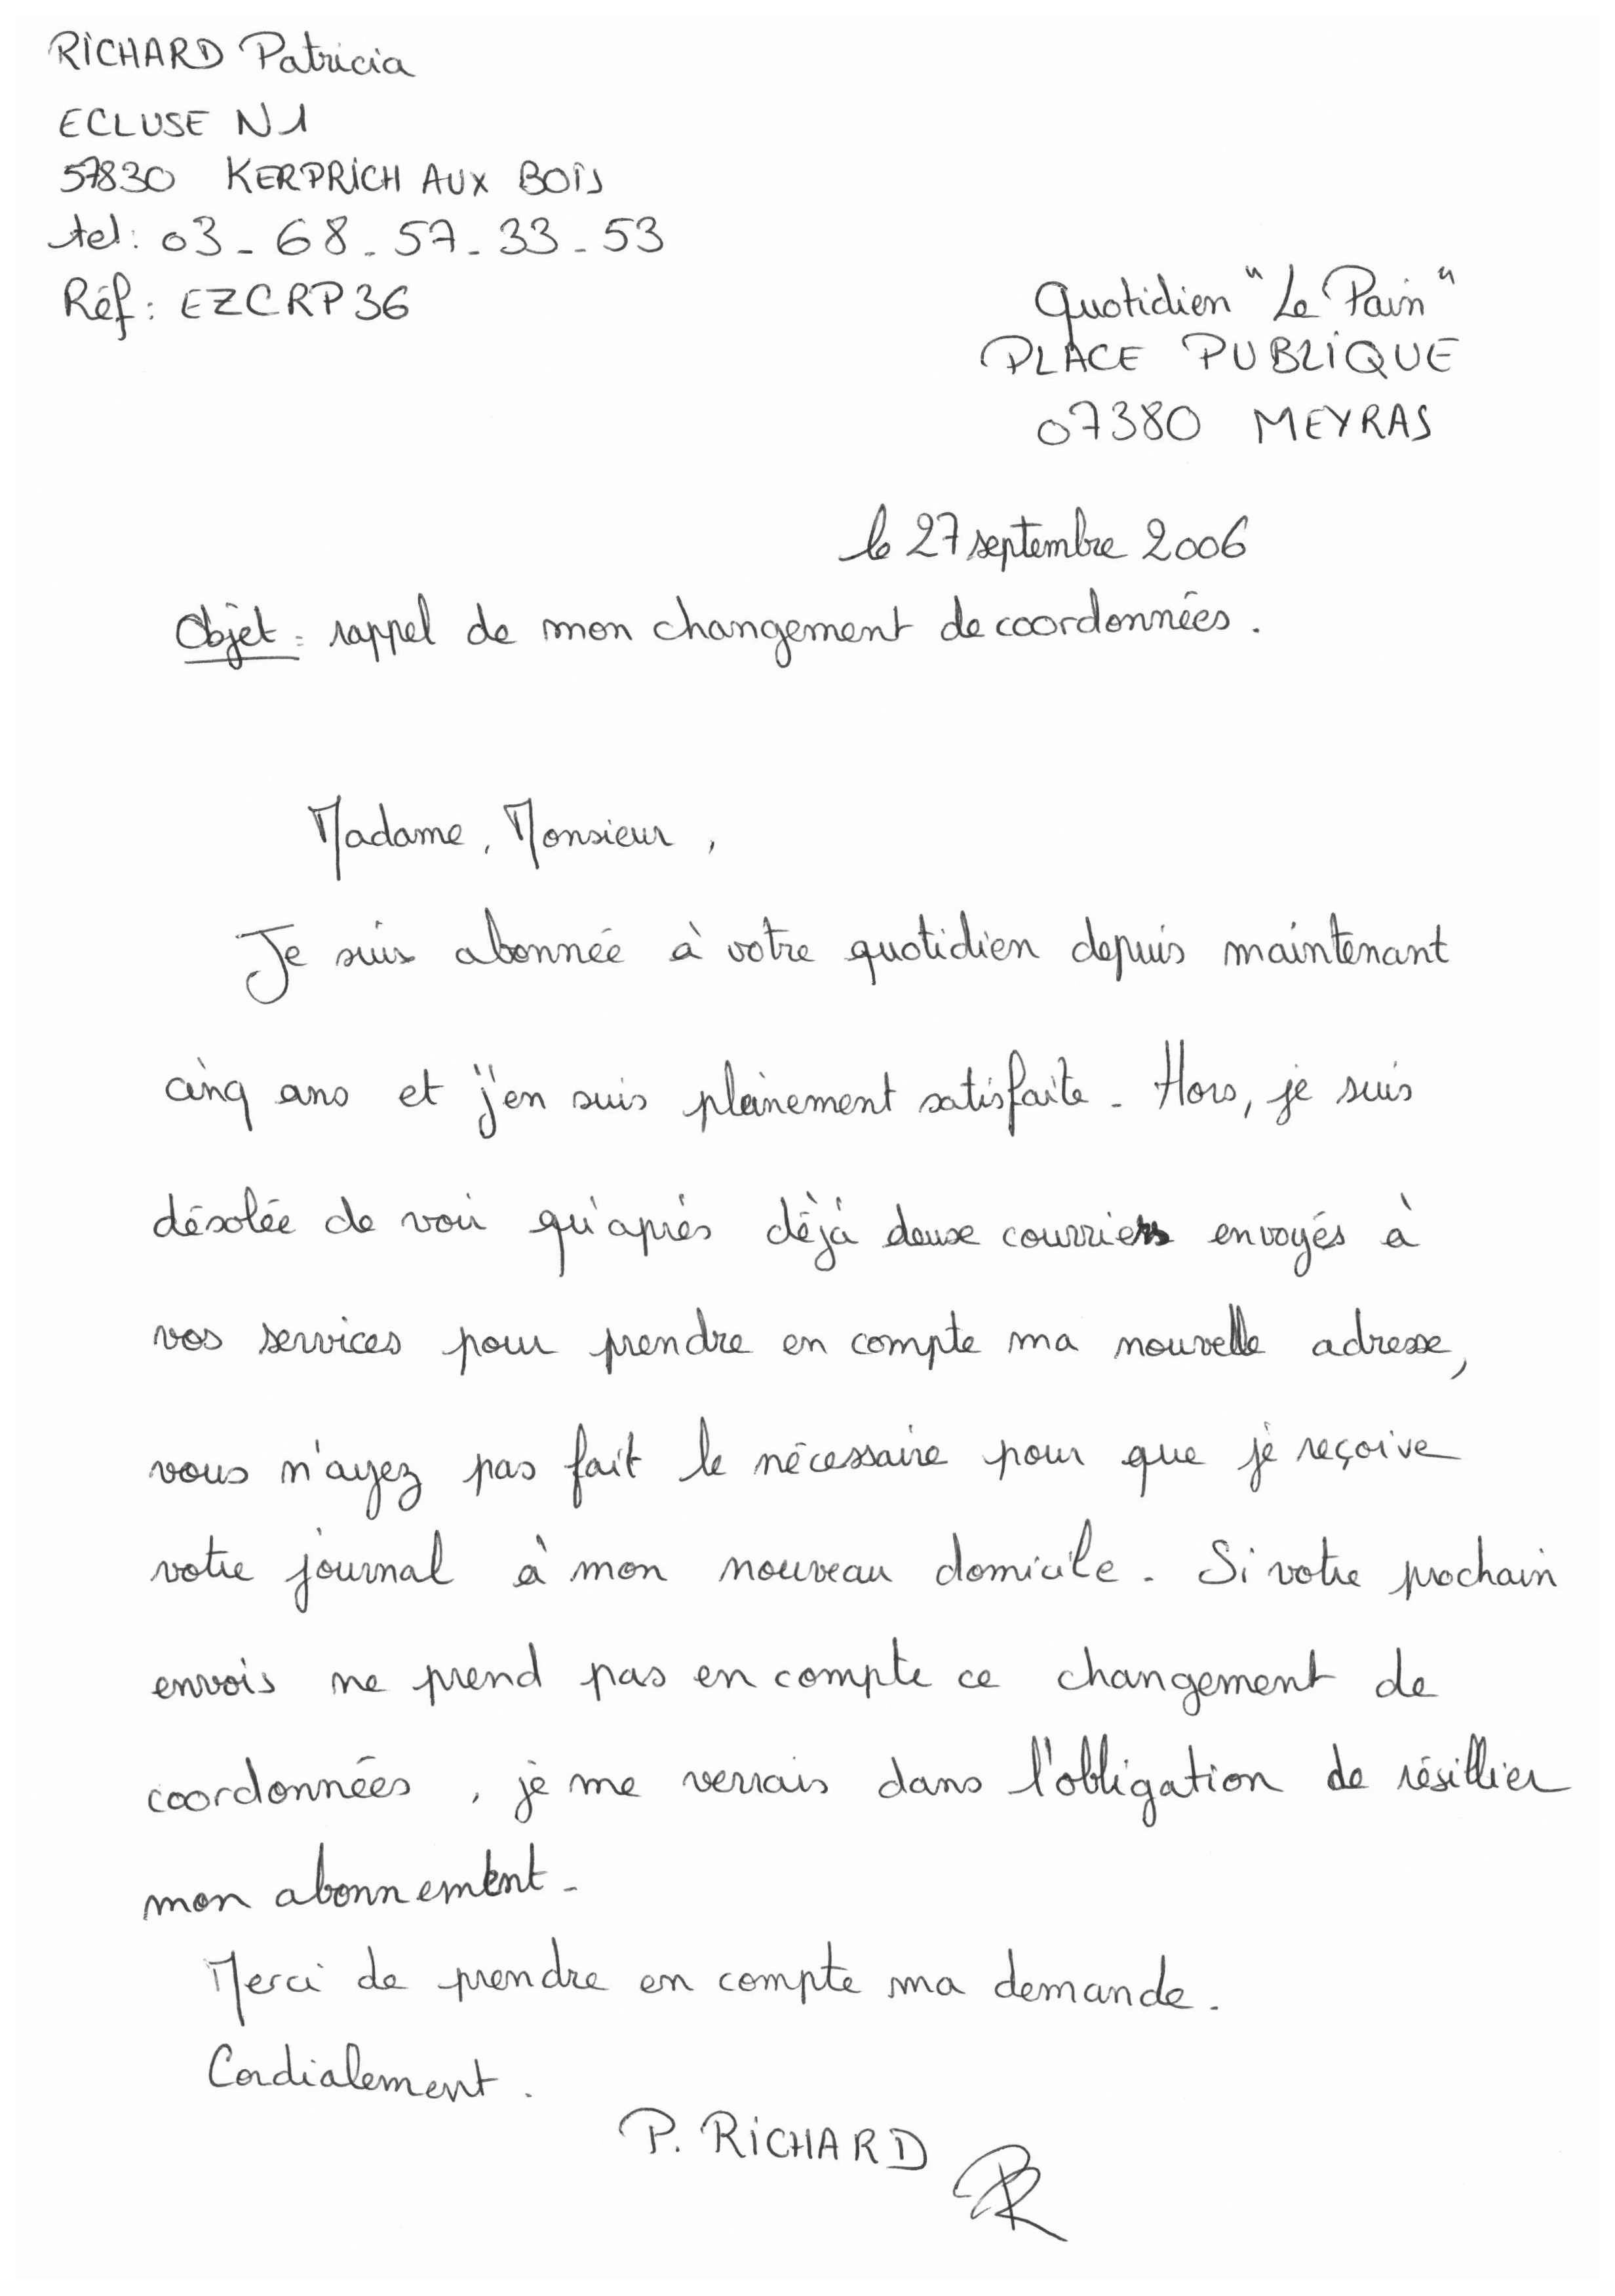 RICHARD Patricia
ECLUSE N1
57830 KERPRICH AUX BOIS
tel: 03_68_57_33_53
Réf: EZCRP36
Quotidien "Le Pain"
PLACE PUBLIQUE
07380 MEYRAS
le 27 septembre 2006
Objet: rappel de mon changement de coordonnées.
Madame, Monsieur,
Je suis abonnée à votre quotidien depuis maintenant
cinq ans et j'en suis pleinement satisfaite. Hors, je suis
désolée de voir qu'après déjà deux courriers envoyés à
vos services pour prendre en compte ma nouvelle adresse,
vous n'ayez pas fait le nécessaire pour que je reçoive
votre journal à mon nouveau domicile. Si votre prochain
envois ne prend pas en compte ce changement de
coordonnées, je me verrais dans l'obligation de résillier
mon abonnement.
Merci de prendre en compte ma demande.
Cordialement.
P. RICHARD
PR